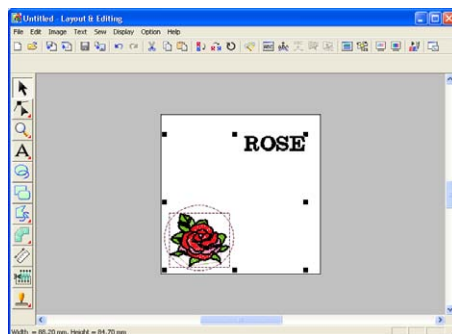 Untitled - Layout & Editing
File Edit Image Text Sew Display Option Help
A
ROSE
Width = 88.20 mm, Height = 84.70 mm